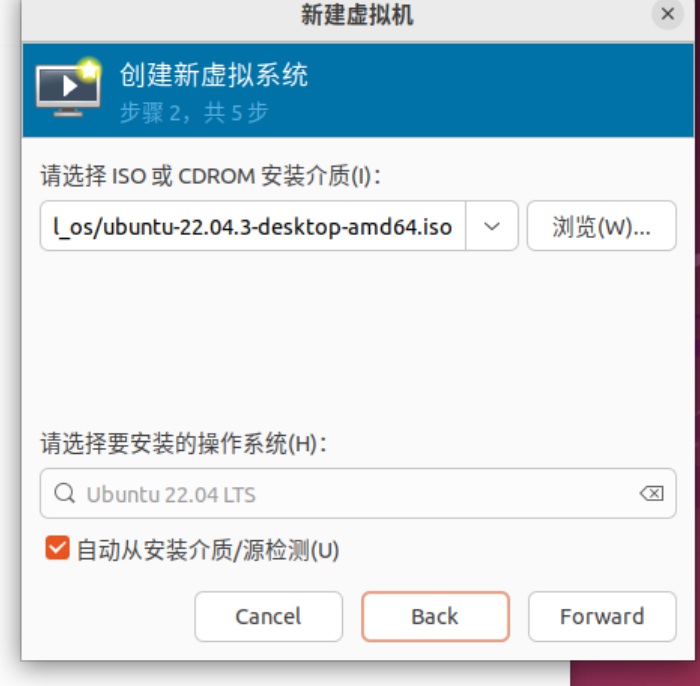 新建虚拟机
创建新虚拟系统
步骤 2，共 5 步
请选择 ISO 或 CDROM 安装介质(I)：
l_os/ubuntu-22.04.3-desktop-amd64.iso
浏览(W)...
请选择要安装的操作系统(H)：
Ubuntu 22.04 LTS
自动从安装介质/源检测(U)
Cancel
Back
Forward